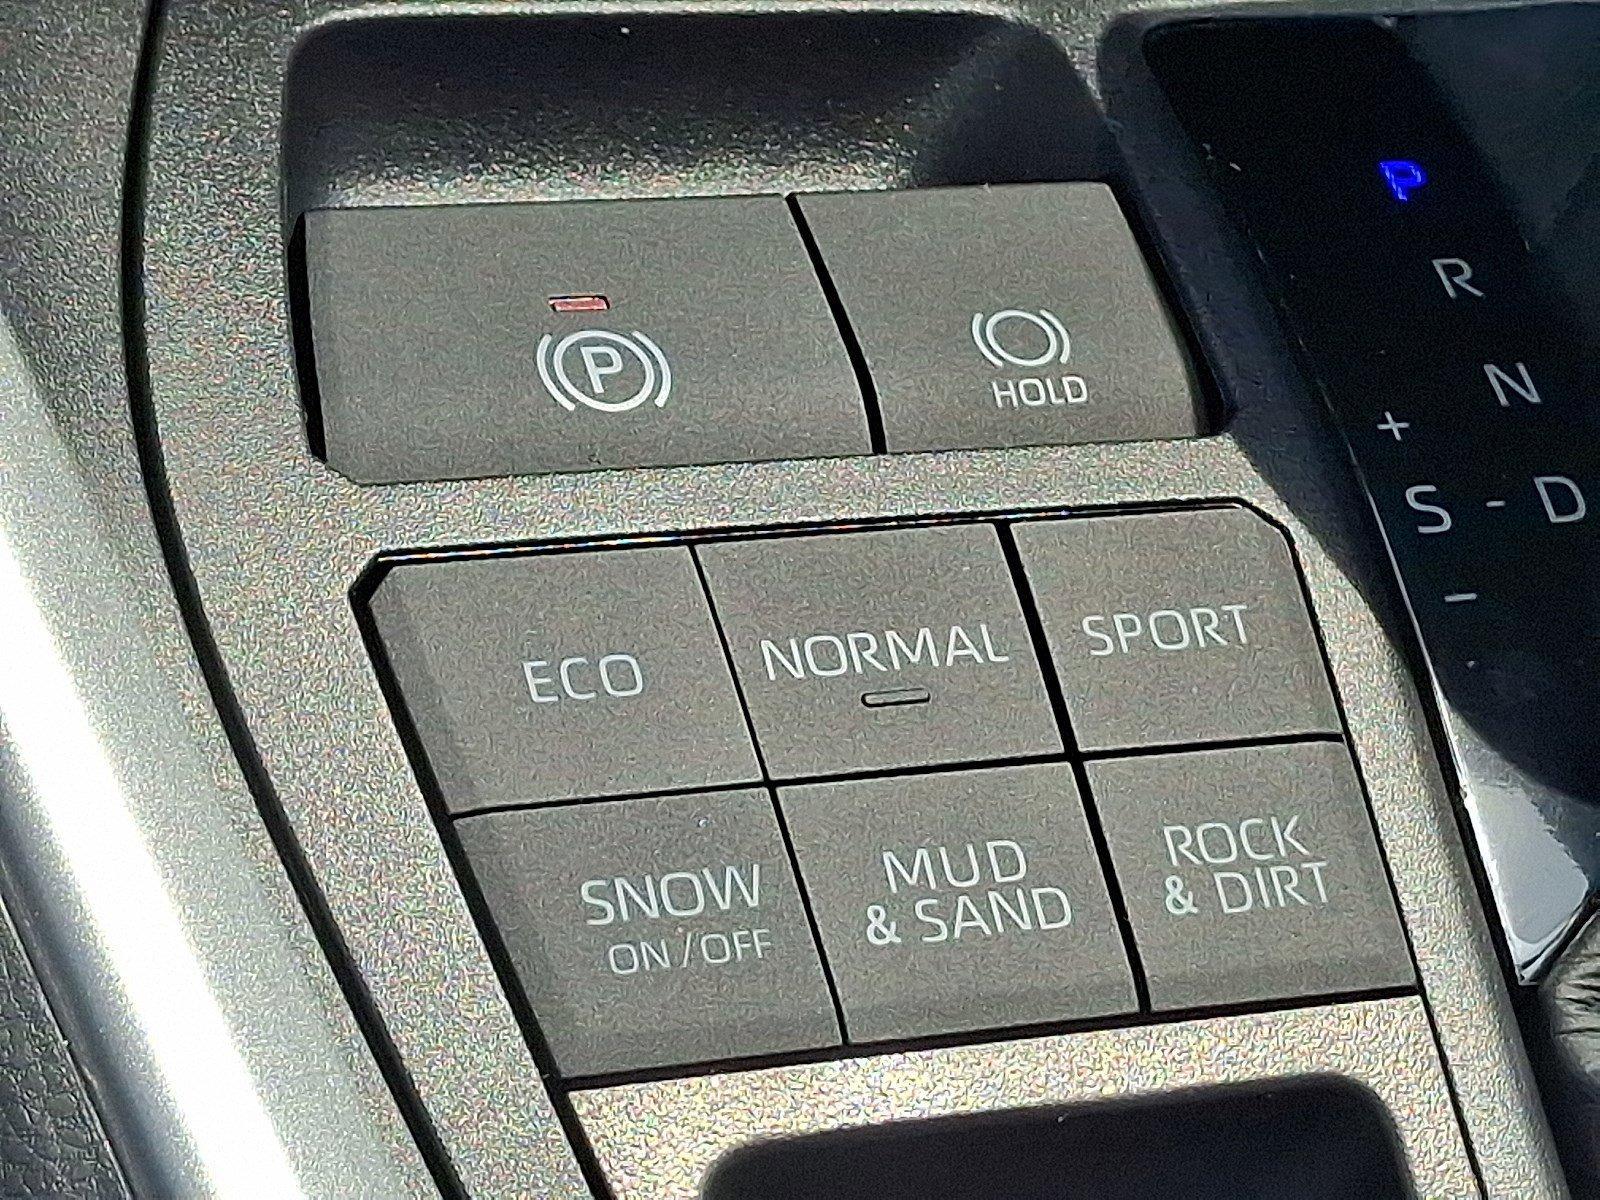 P
HOLD
P
R
N
+
S - D
-
ECO
NORMAL
SPORT
SNOW
ON/OFF
MUD
& SAND
ROCK
& DIRT